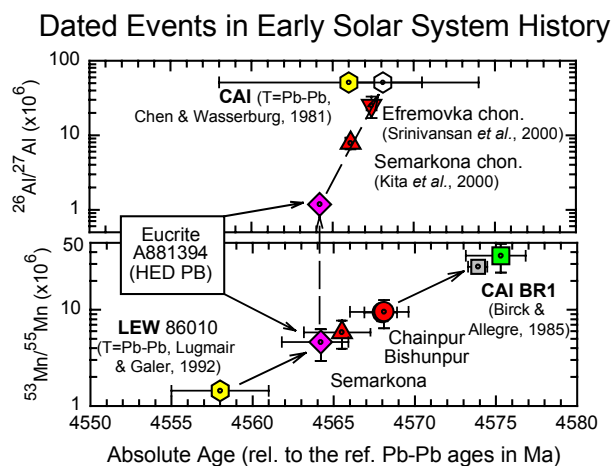 Dated Events in Early Solar System History
100
10
1
26Al/27Al (x10^6)
CAI (T=Pb-Pb,
Chen & Wasserburg, 1981)
Efremovka chon.
(Srinivansan et al., 2000)
Semarkona chon.
(Kita et al., 2000)
Eucrite
A881394
(HED PB)
50
10
1
53Mn/55Mn (x10^6)
LEW 86010
(T=Pb-Pb, Lugmair
& Galer, 1992)
CAI BR1
(Birck &
Allegre, 1985)
Chainpur
Bishunpur
Semarkona
4550 4555 4560 4565 4570 4575 4580
Absolute Age (rel. to the ref. Pb-Pb ages in Ma)